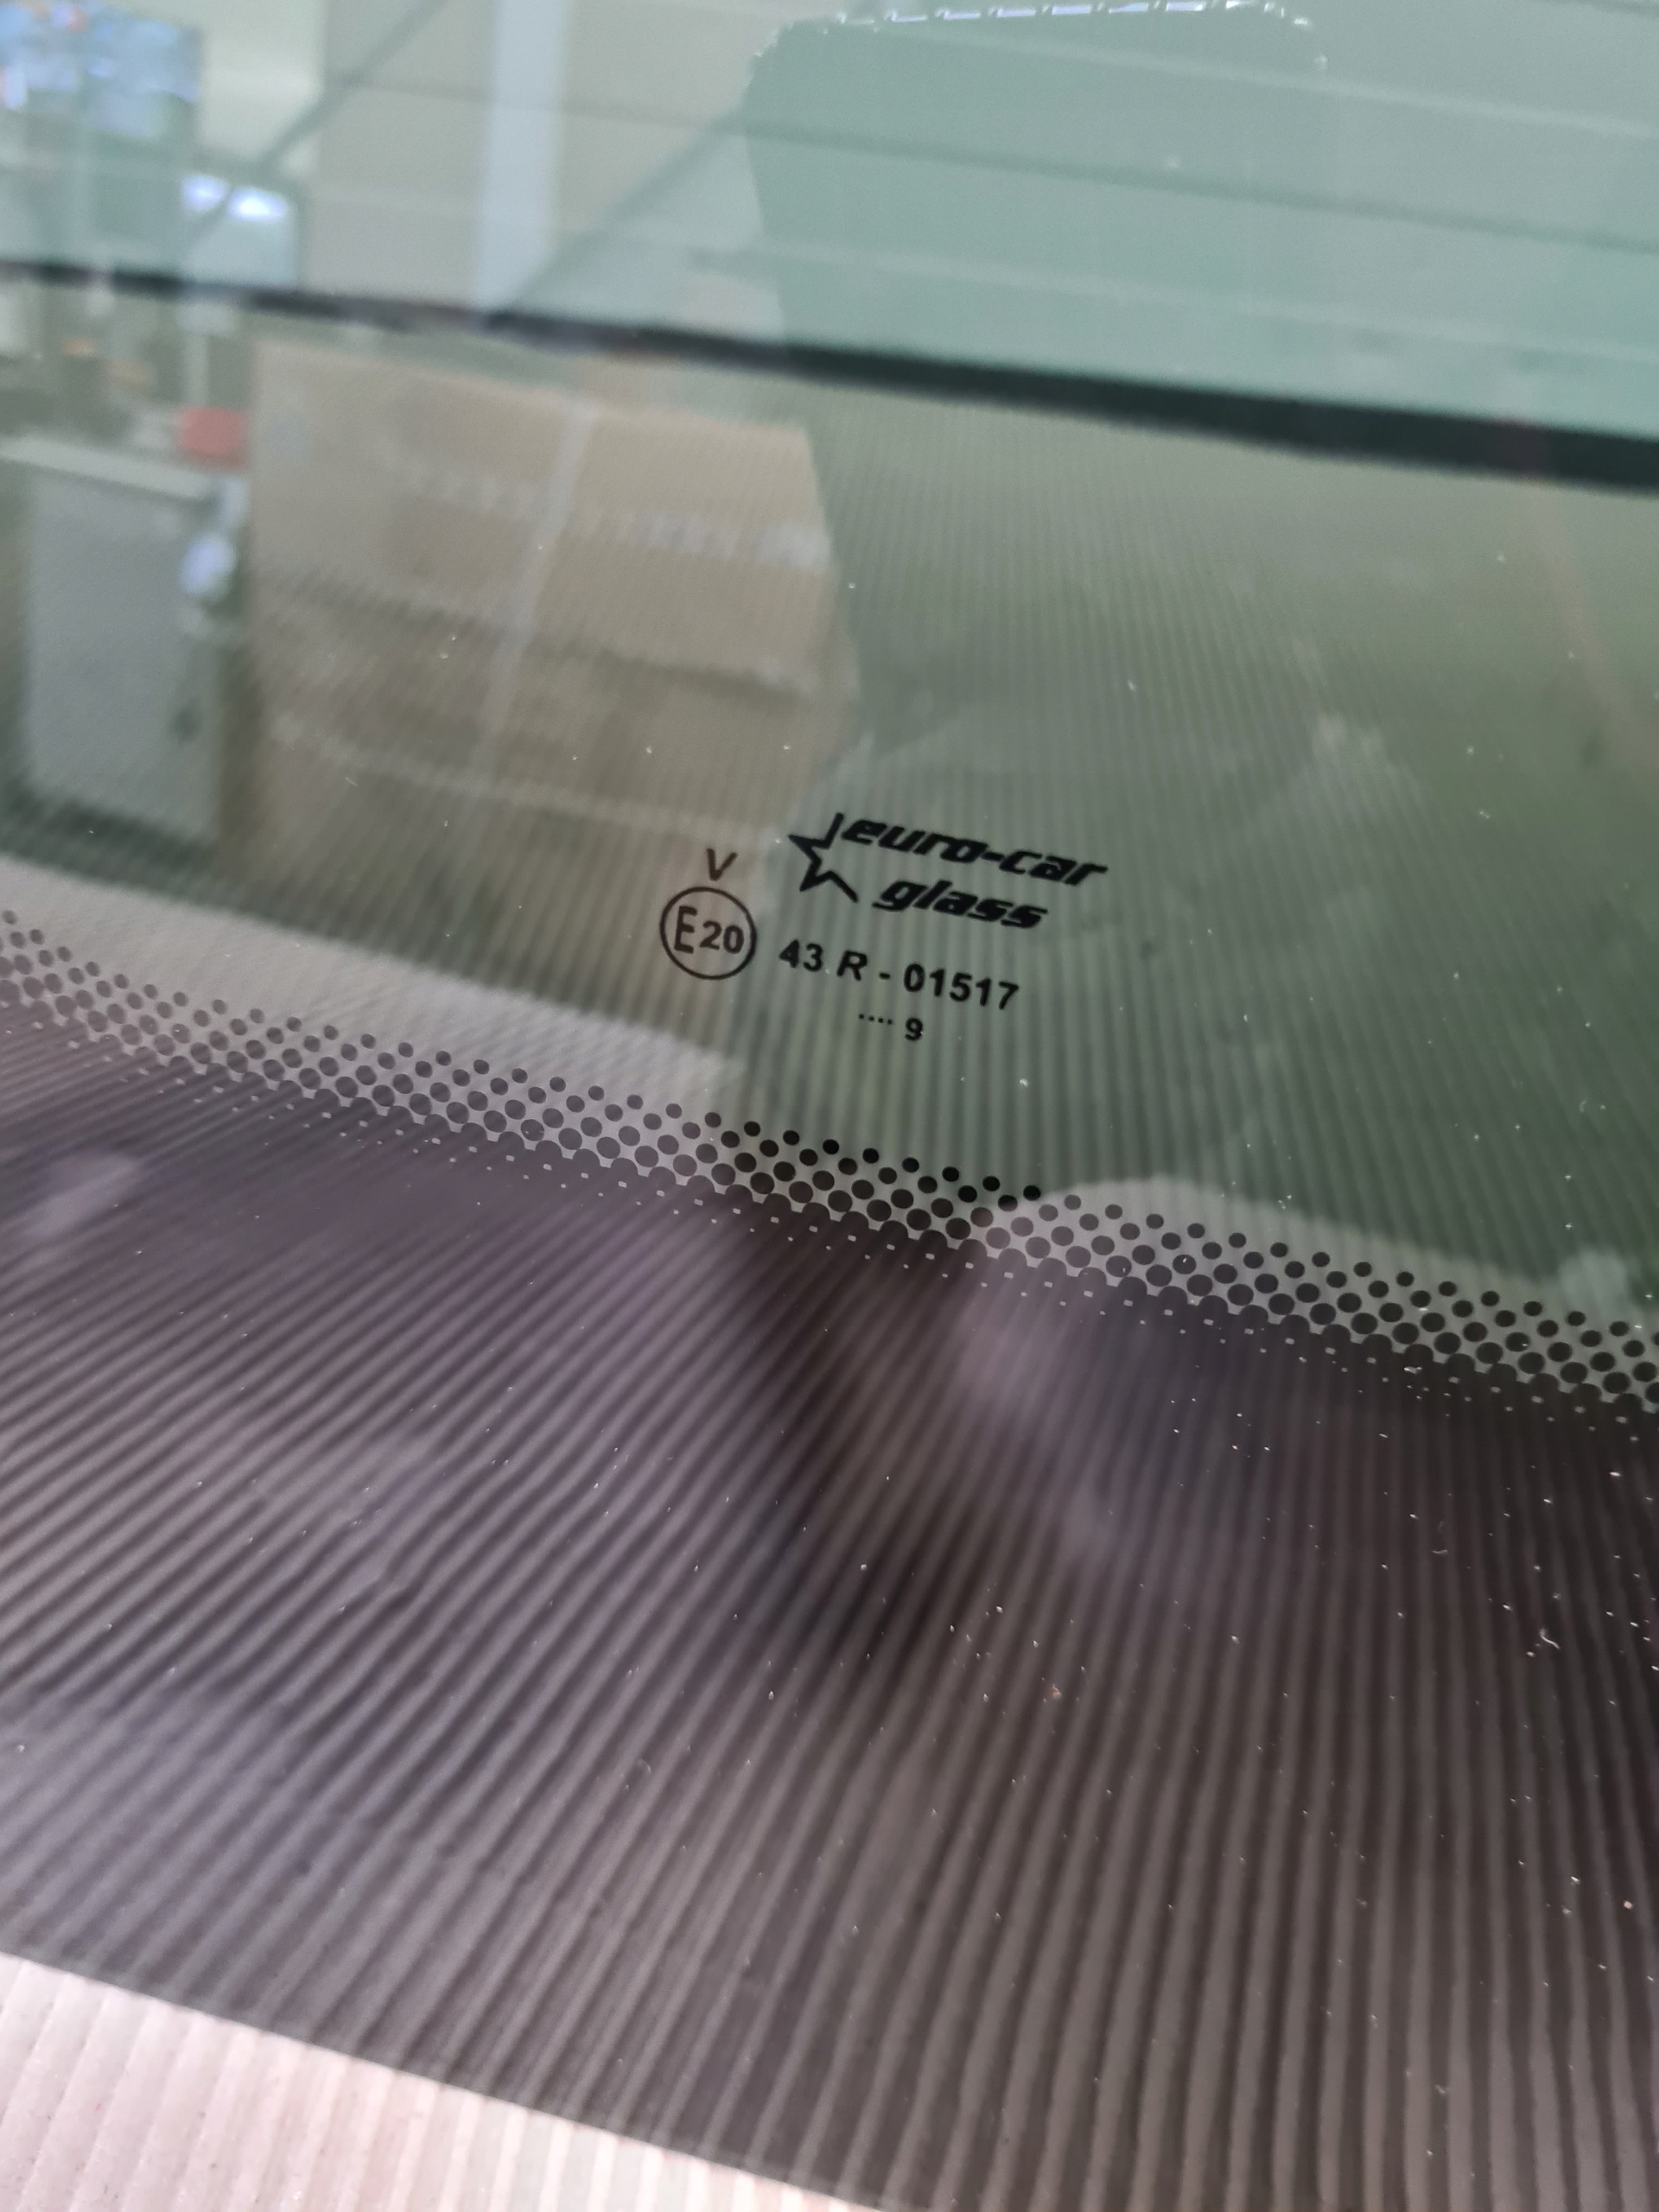 euro-car
glass
V
E20
43 R - 01517
.... 9